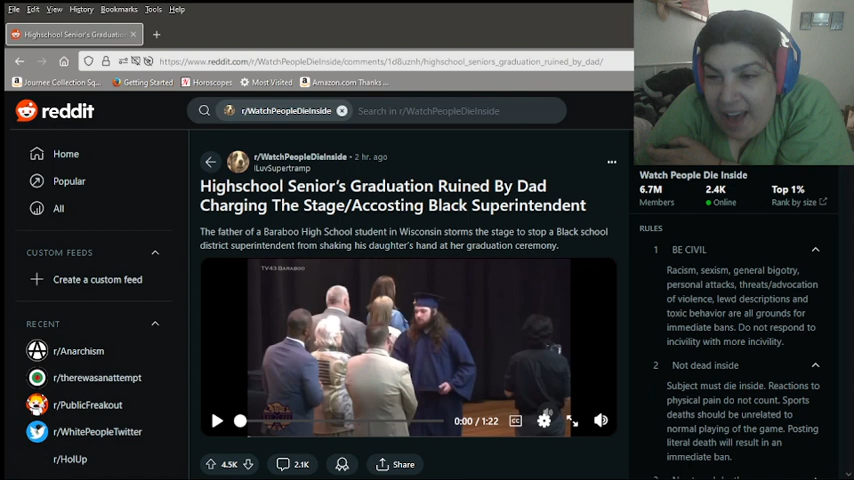 File Edit View History Bookmarks Tools Help
Highschool Senior's Graduatio
https://www.reddit.com/r/WatchPeopleDieInside/comments/1d8uznh/highschool_seniors_graduation_ruined_by_dad/
Journee Collection Sq... Getting Started Horoscopes Most Visited Amazon.com Thanks ...
reddit
r/WatchPeopleDieInside
Search in r/WatchPeopleDieInside
Home
Popular
All
CUSTOM FEEDS
Create a custom feed
RECENT
r/Anarchism
r/therewasanattempt
r/PublicFreakout
r/WhitePeopleTwitter
r/HolUp
r/WatchPeopleDieInside • 2 hr. ago
ILuvSupertramp
Highschool Senior's Graduation Ruined By Dad
Charging The Stage/Accosting Black Superintendent
The father of a Baraboo High School student in Wisconsin storms the stage to stop a Black school
district superintendent from shaking his daughter's hand at her graduation ceremony.
TV43 BARABOO
0:00 / 1:22
CC
4.5K
2.1K
Share
Watch People Die Inside
6.7M 2.4K Top 1%
Members Online Rank by size
RULES
1 BE CIVIL
Racism, sexism, general bigotry,
personal attacks, threats/advocation
of violence, lewd descriptions and
toxic behavior are all grounds for
immediate bans. Do not respond to
incivility with more incivility.
2 Not dead inside
Subject must die inside. Reactions to
physical pain do not count. Sports
deaths should be unrelated to
normal playing of the game. Posting
literal death will result in an
immediate ban.